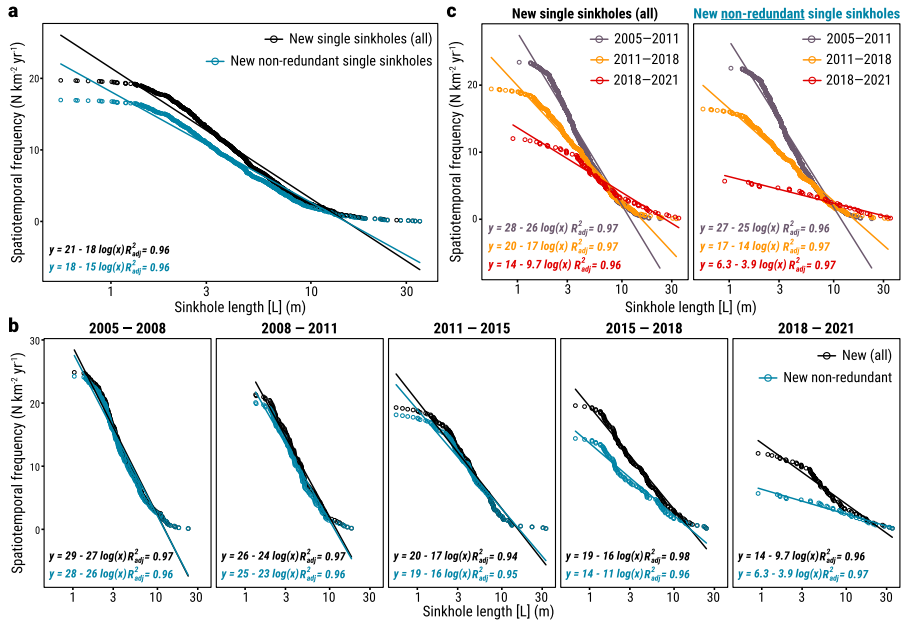 a
New single sinkholes (all)
New non-redundant single sinkholes
Spatiotemporal frequency (N km⁻² yr⁻¹)
20
10
0
y = 21 - 18 log(x) R²adj = 0.96
y = 18 - 15 log(x) R²adj = 0.96
1 3 10 30
Sinkhole length [L] (m)
c
New single sinkholes (all)
New non-redundant single sinkholes
Spatiotemporal frequency (N km⁻² yr⁻¹)
20
10
0
2005—2011
2011—2018
2018—2021
y = 28 - 26 log(x) R²adj = 0.97
y = 20 - 17 log(x) R²adj = 0.97
y = 14 - 9.7 log(x) R²adj = 0.96
1 3 10 30
2005—2011
2011—2018
2018—2021
y = 27 - 25 log(x) R²adj = 0.96
y = 17 - 14 log(x) R²adj = 0.97
y = 6.3 - 3.9 log(x) R²adj = 0.97
1 3 10 30
Sinkhole length [L] (m)
b
2005 — 2008
2008 — 2011
2011 — 2015
2015 — 2018
2018 — 2021
Spatiotemporal frequency (N km⁻² yr⁻¹)
30
20
10
0
New (all)
New non-redundant
y = 29 - 27 log(x) R²adj = 0.97
y = 28 - 26 log(x) R²adj = 0.96
y = 26 - 24 log(x) R²adj = 0.97
y = 25 - 23 log(x) R²adj = 0.96
y = 20 - 17 log(x) R²adj = 0.94
y = 19 - 16 log(x) R²adj = 0.95
y = 19 - 16 log(x) R²adj = 0.98
y = 14 - 11 log(x) R²adj = 0.96
y = 14 - 9.7 log(x) R²adj = 0.96
y = 6.3 - 3.9 log(x) R²adj = 0.97
1 3 10 30
1 3 10 30
1 3 10 30
1 3 10 30
1 3 10 30
Sinkhole length [L] (m)